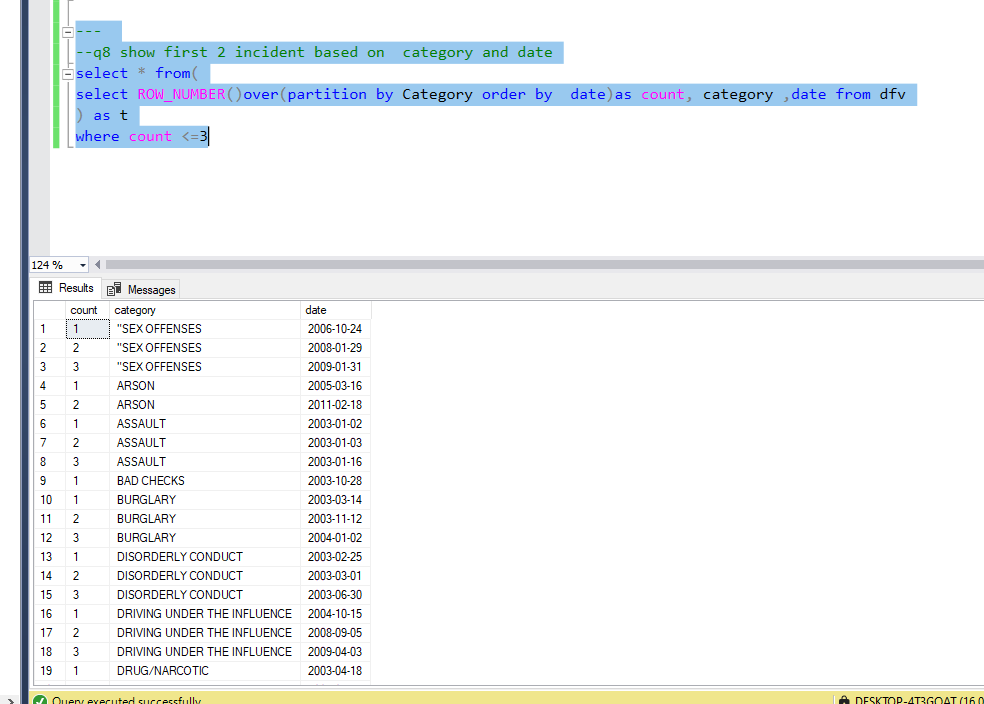 ---
--q8 show first 2 incident based on  category and date
select * from(
select ROW_NUMBER()over(partition by Category order by  date)as count, category ,date from dfv
) as t
where count <=3
124 %
Results Messages
count category date
1 1 "SEX OFFENSES 2006-10-24
2 2 "SEX OFFENSES 2008-01-29
3 3 "SEX OFFENSES 2009-01-31
4 1 ARSON 2005-03-16
5 2 ARSON 2011-02-18
6 1 ASSAULT 2003-01-02
7 2 ASSAULT 2003-01-03
8 3 ASSAULT 2003-01-16
9 1 BAD CHECKS 2003-10-28
10 1 BURGLARY 2003-03-14
11 2 BURGLARY 2003-11-12
12 3 BURGLARY 2004-01-02
13 1 DISORDERLY CONDUCT 2003-02-25
14 2 DISORDERLY CONDUCT 2003-03-01
15 3 DISORDERLY CONDUCT 2003-06-30
16 1 DRIVING UNDER THE INFLUENCE 2004-10-15
17 2 DRIVING UNDER THE INFLUENCE 2008-09-05
18 3 DRIVING UNDER THE INFLUENCE 2009-04-03
19 1 DRUG/NARCOTIC 2003-04-18
Query executed successfully. DESKTOP-4T3GOAT (16.0